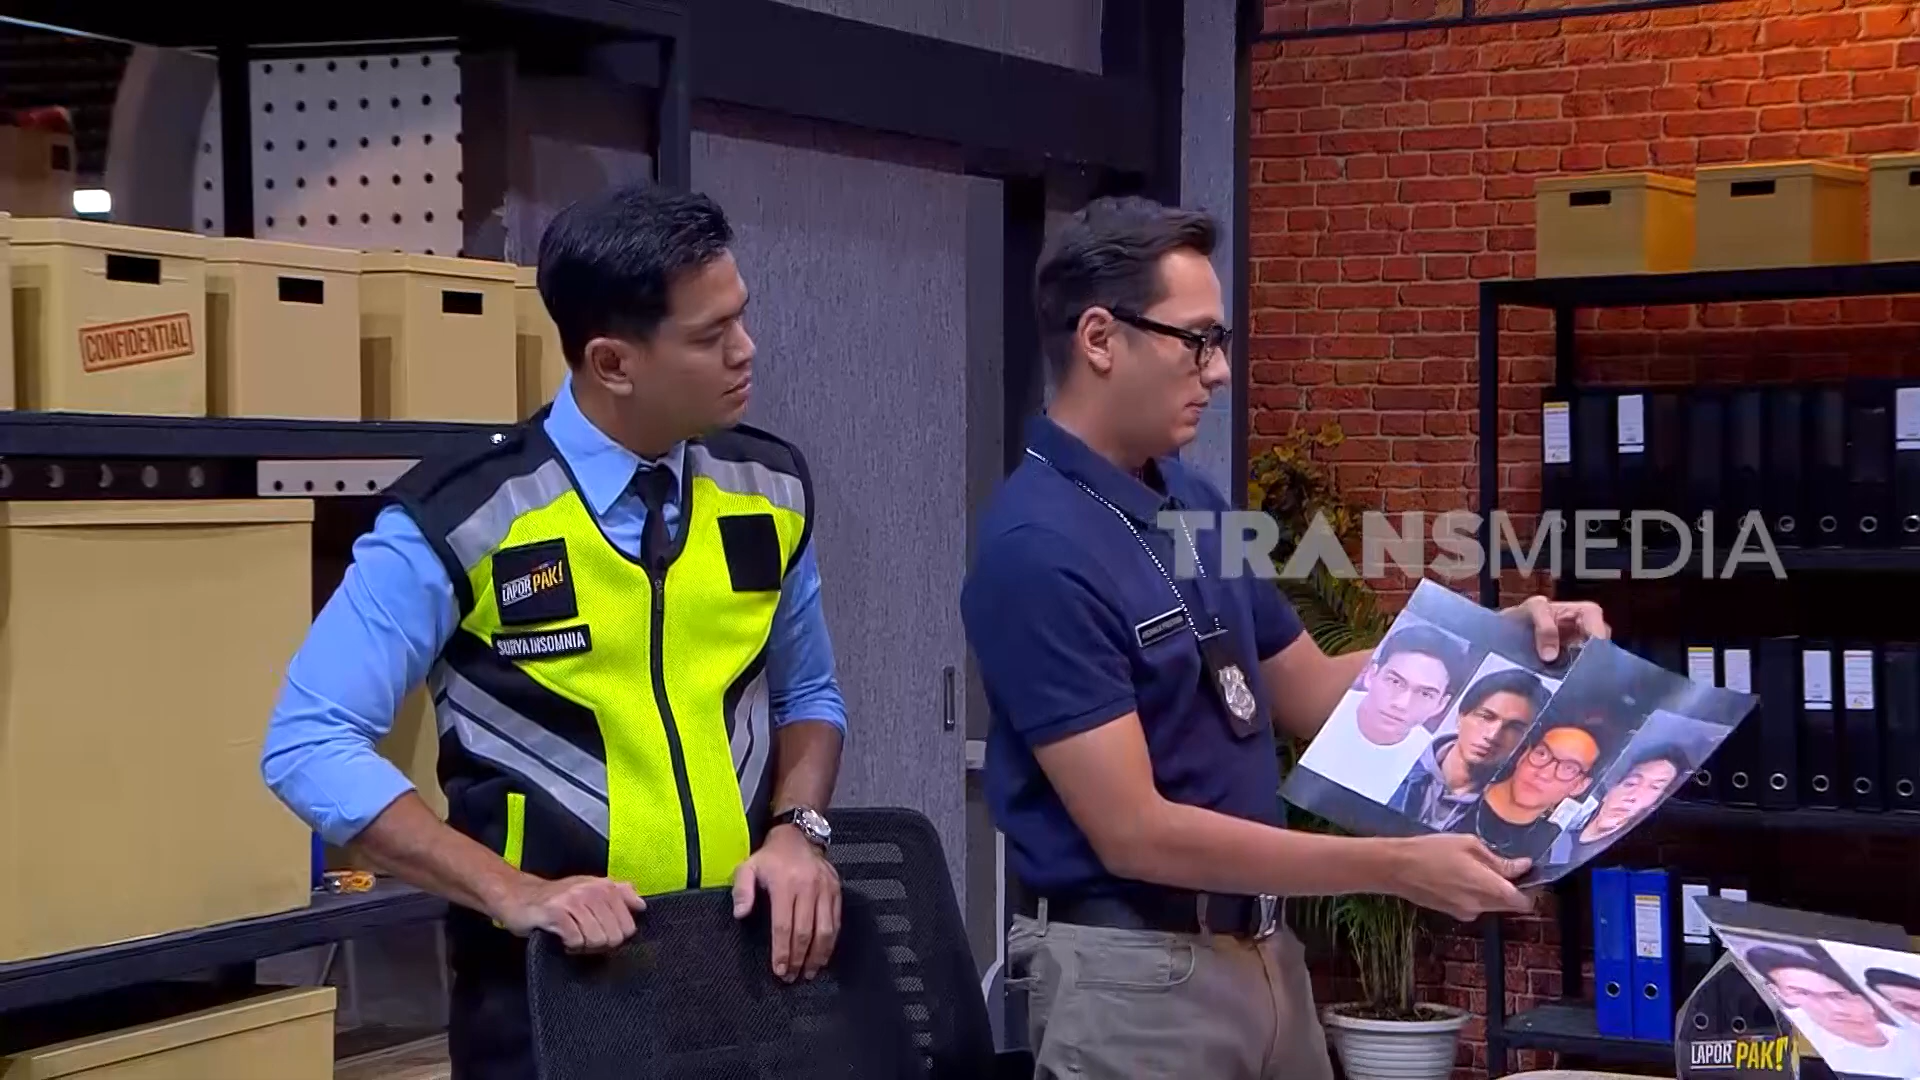 CONFIDENTIAL
TRANSMEDIA
LAPOR PAK!
SURYA INSOMNIA
LAPOR PAK!